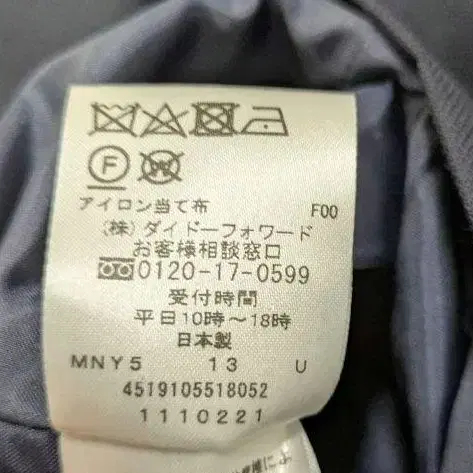 F W
アイロン当て布 F00
(株) ダイドーフォワード
お客様相談窓口
0120-17-0599
受付時間
平日10時～18時
日本製
MNY5 13 U
4519105518052
1110221